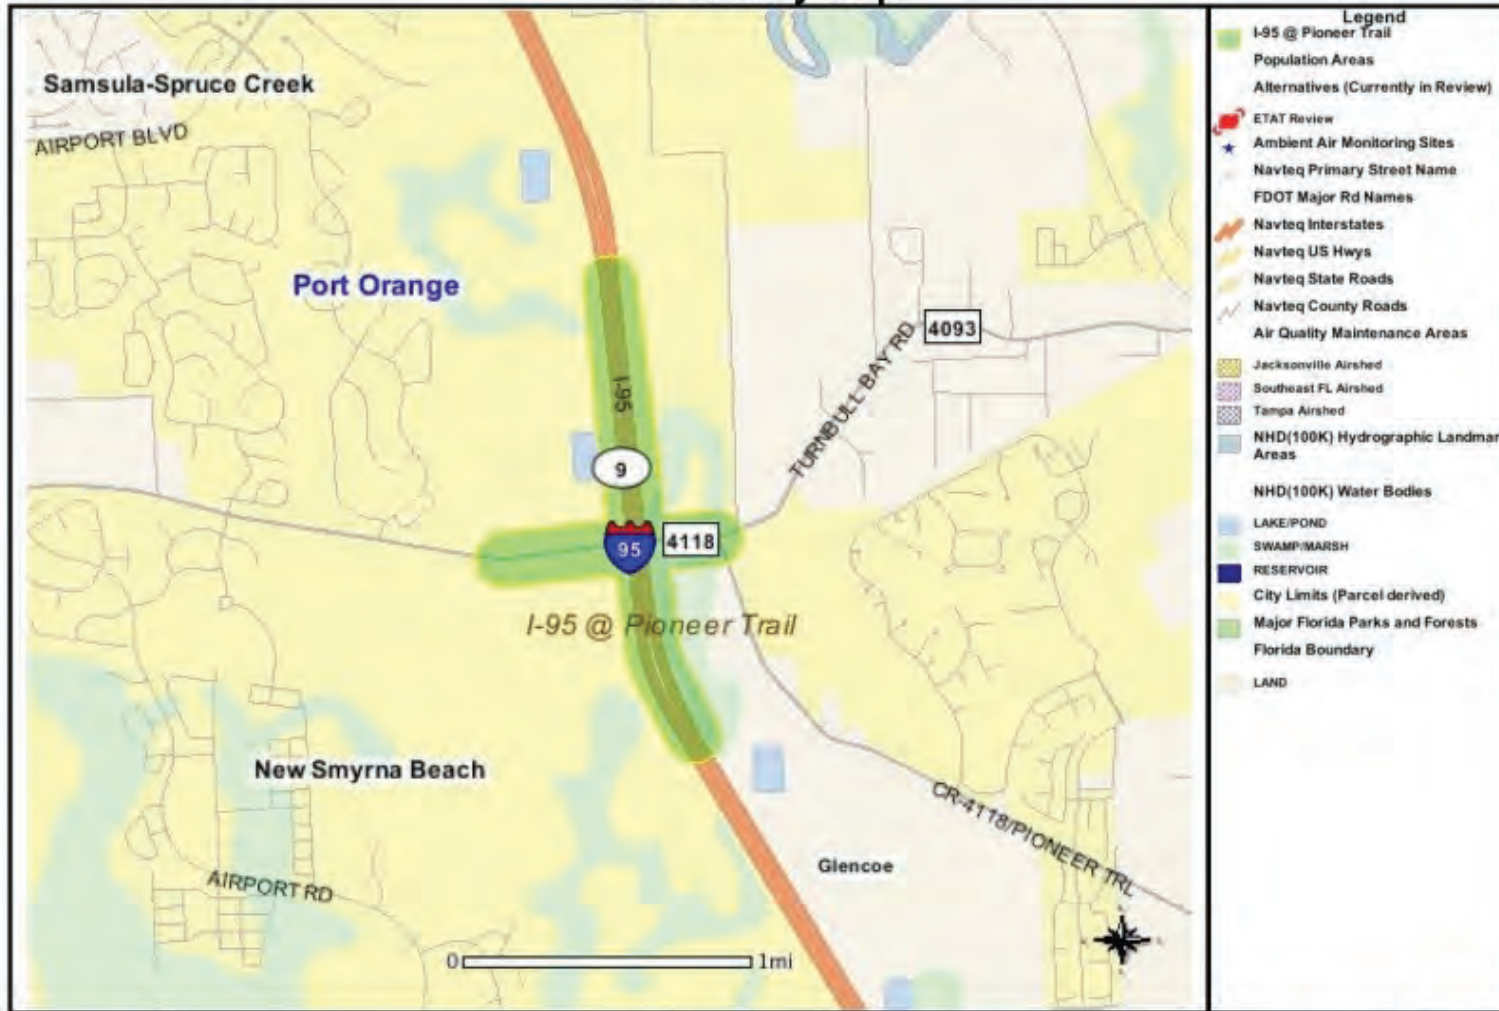 Samsula-Spruce Creek
AIRPORT BLVD
Port Orange
4093
TURNBULL BAY RD
I-95
9
95
4118
I-95 @ Pioneer Trail
New Smyrna Beach
CR-4118/PIONEER TRL
Glencoe
AIRPORT RD
0
1mi
Legend
I-95 @ Pioneer Trail
Population Areas
Alternatives (Currently in Review)
ETAT Review
Ambient Air Monitoring Sites
Navteq Primary Street Name
FDOT Major Rd Names
Navteq Interstates
Navteq US Hwys
Navteq State Roads
Navteq County Roads
Air Quality Maintenance Areas
Jacksonville Airshed
Southeast FL Airshed
Tampa Airshed
NHD(100K) Hydrographic Landmar
Areas
NHD(100K) Water Bodies
LAKE/POND
SWAMP/MARSH
RESERVOIR
City Limits (Parcel derived)
Major Florida Parks and Forests
Florida Boundary
LAND